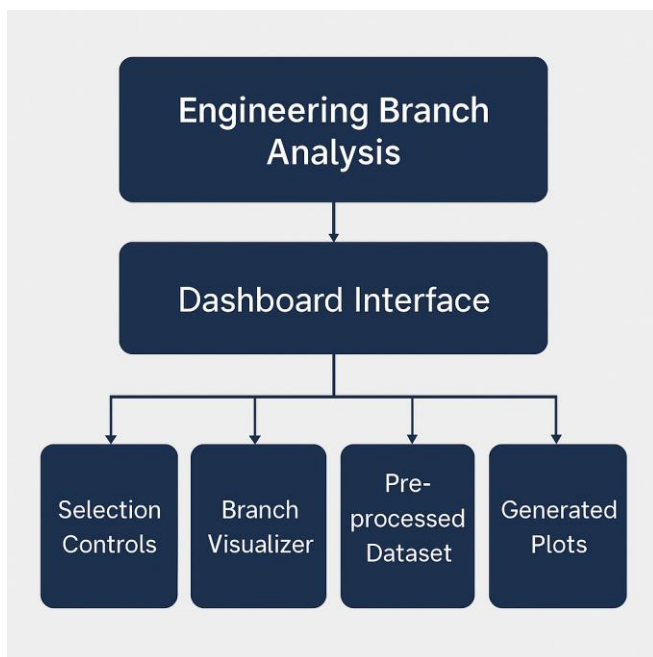 Engineering Branch
Analysis
Dashboard Interface
Selection
Controls
Branch
Visualizer
Pre-
processed
Dataset
Generated
Plots